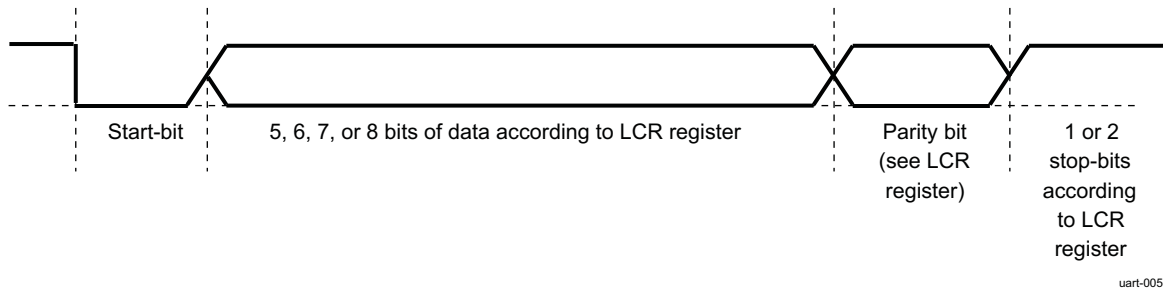 Start-bit
5, 6, 7, or 8 bits of data according to LCR register
Parity bit
(see LCR
register)
1 or 2
stop-bits
according
to LCR
register
uart-005